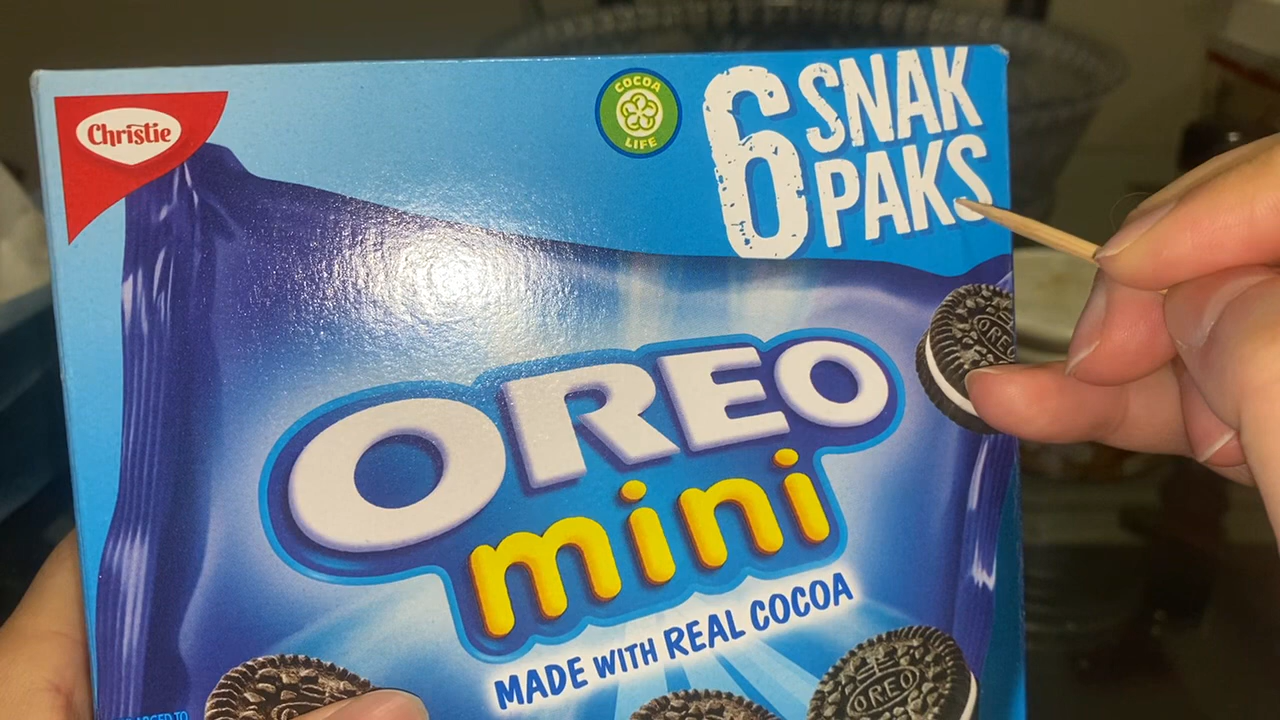 Christie
COCOA
LIFE
6 SNAK
PAKS
OREO
OREO
mini
MADE WITH REAL COCOA
OREO